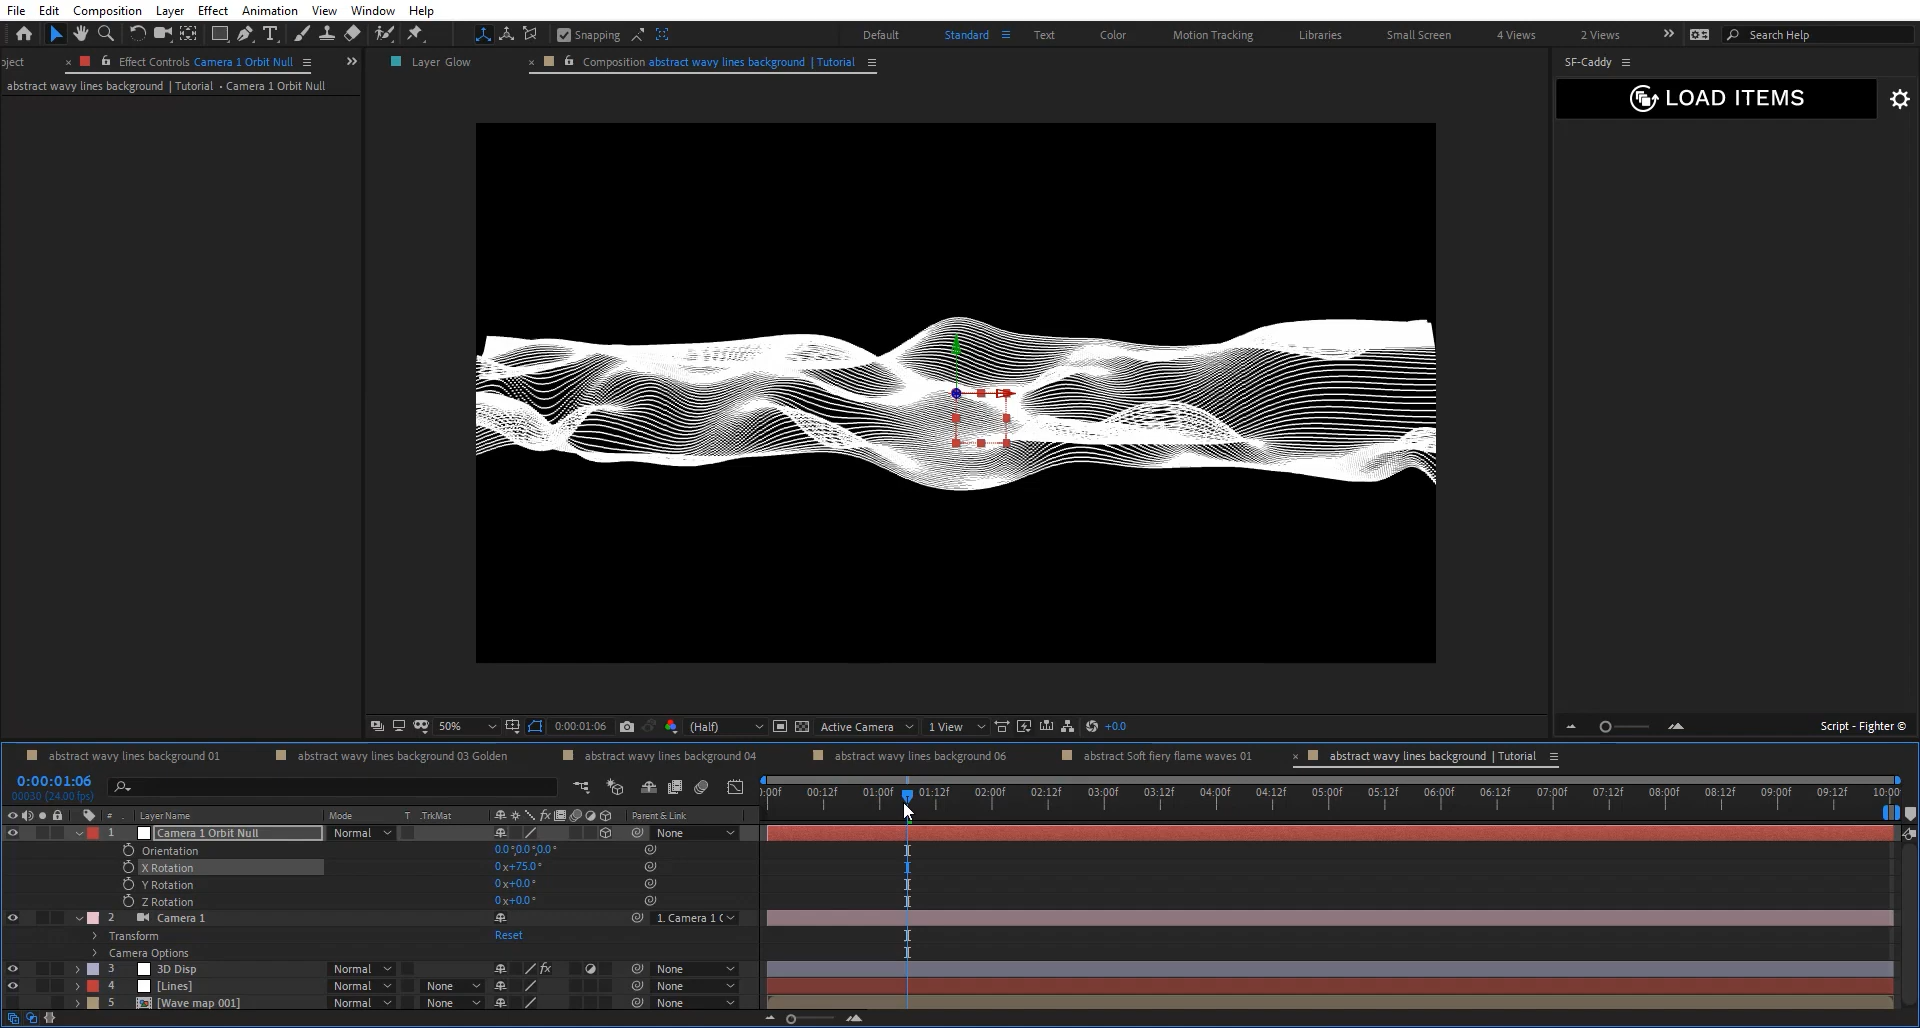 File Edit Composition Layer Effect Animation View Window Help
Snapping Default Standard Text Color Motion Tracking Libraries Small Screen 4 Views 2 Views Search Help
oject Effect Controls Camera 1 Orbit Null Layer Glow Composition abstract wavy lines background | Tutorial SF-Caddy
abstract wavy lines background | Tutorial • Camera 1 Orbit Null
LOAD ITEMS
50% 0:00:01:06 (Half) Active Camera 1 View +0.0 Script - Fighter ©
abstract wavy lines background 01 abstract wavy lines background 03 Golden abstract wavy lines background 04 abstract wavy lines background 06 abstract Soft fiery flame waves 01 abstract wavy lines background | Tutorial
0:00:01:06
00030 (24.00 fps)
:00f 00:12f 01:00f 01:12f 02:00f 02:12f 03:00f 03:12f 04:00f 04:12f 05:00f 05:12f 06:00f 06:12f 07:00f 07:12f 08:00f 08:12f 09:00f 09:12f 10:00
# Layer Name Mode T .TrkMat fx Parent & Link
1 Camera 1 Orbit Null Normal None
Orientation 0.0°,0.0°,0.0°
X Rotation 0x+75.0°
Y Rotation 0x+0.0°
Z Rotation 0x+0.0°
2 Camera 1 1. Camera 1 (
Transform Reset
Camera Options
3 3D Disp Normal fx None
4 [Lines] Normal None None
5 [Wave map 001] Normal None None